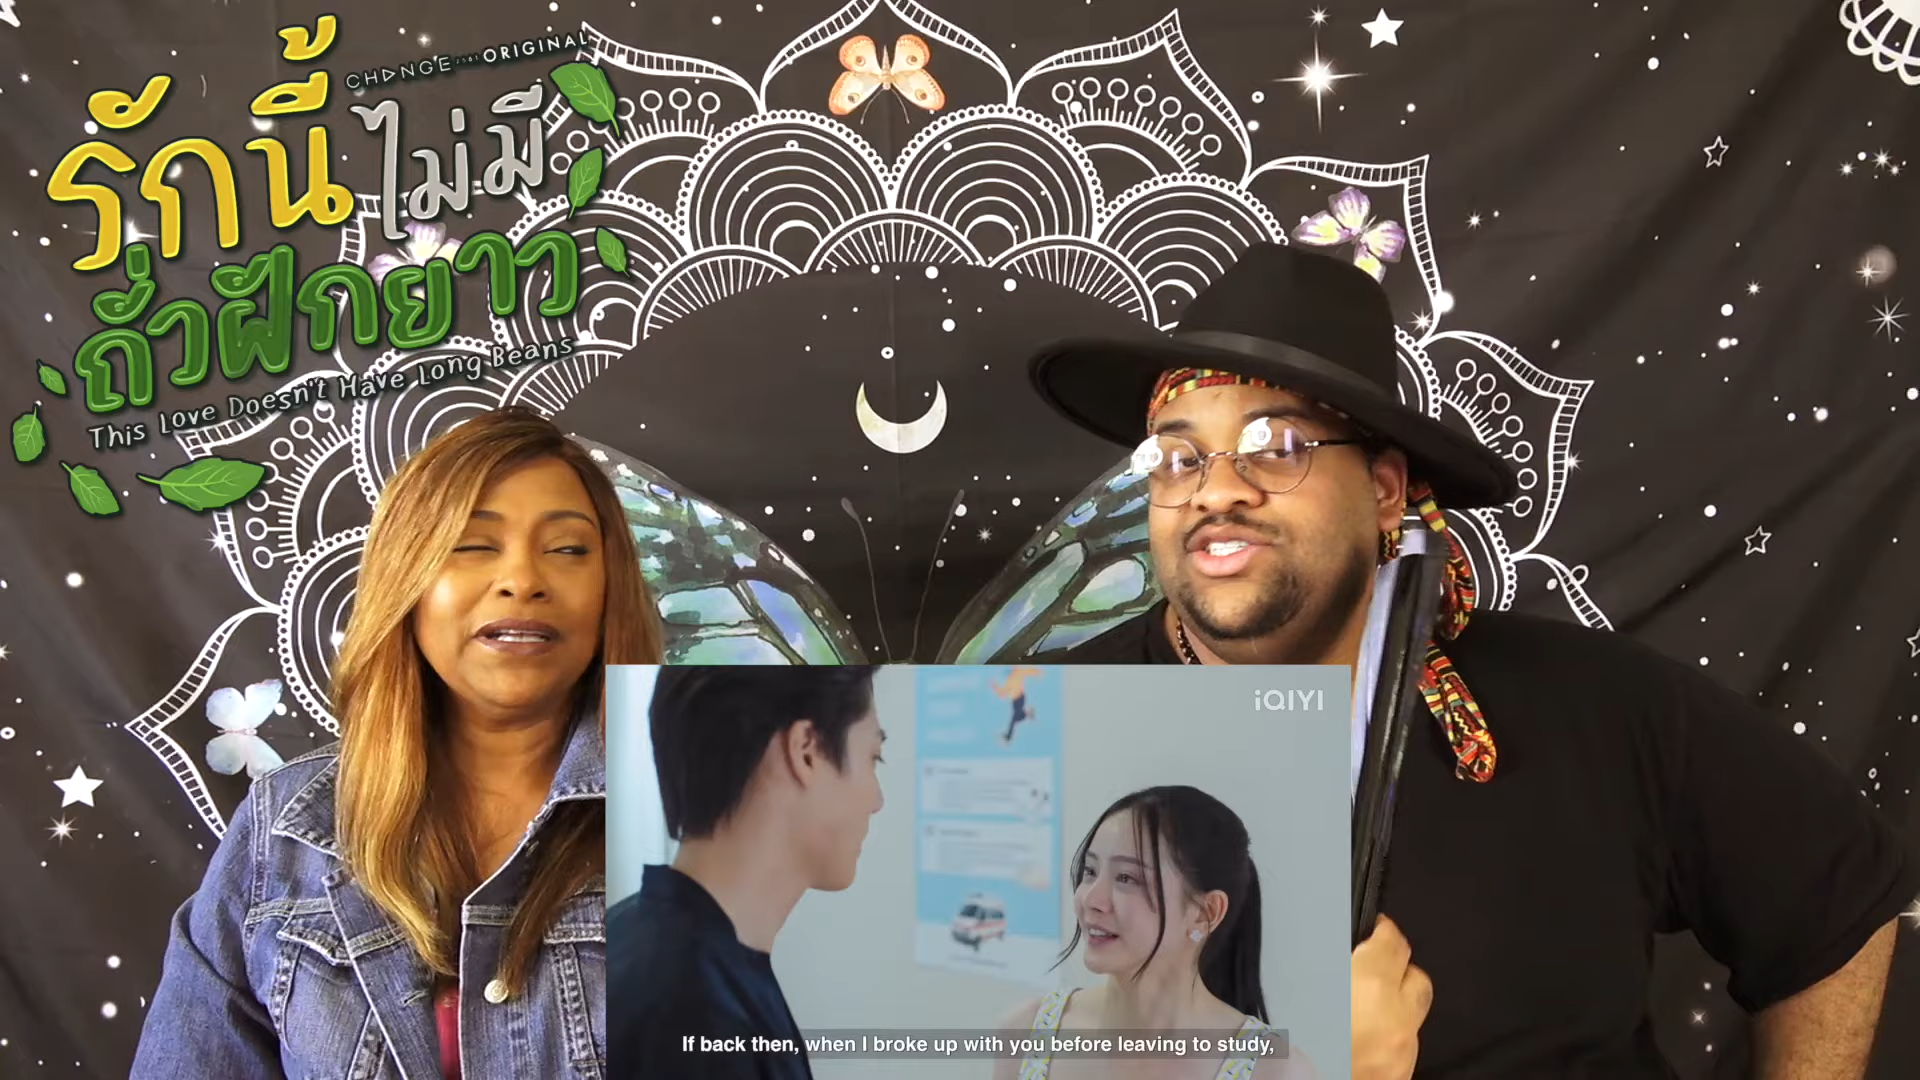 CHANGE2561 ORIGINAL
รักนี้ไม่มี
ถั่วฝักยาว
This Love Doesn't Have Long Beans
iQIYI
If back then, when I broke up with you before leaving to study,